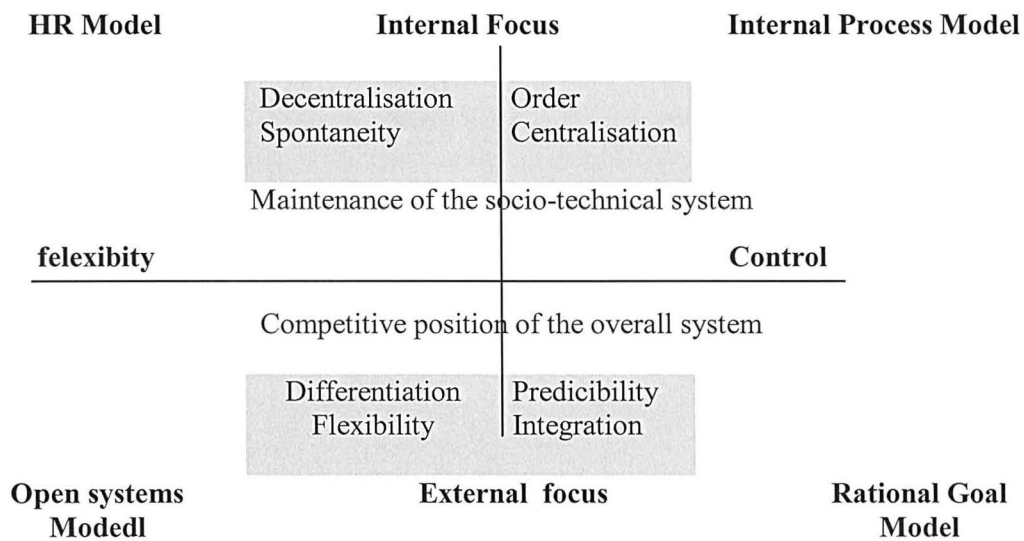 HR Model
Internal Focus
Internal Process Model
Decentralisation
Spontaneity
Order
Centralisation
Maintenance of the socio-technical system
felexibity
Control
Competitive position of the overall system
Differentiation
Flexibility
Predicibility
Integration
Open systems
Modedl
External focus
Rational Goal
Model